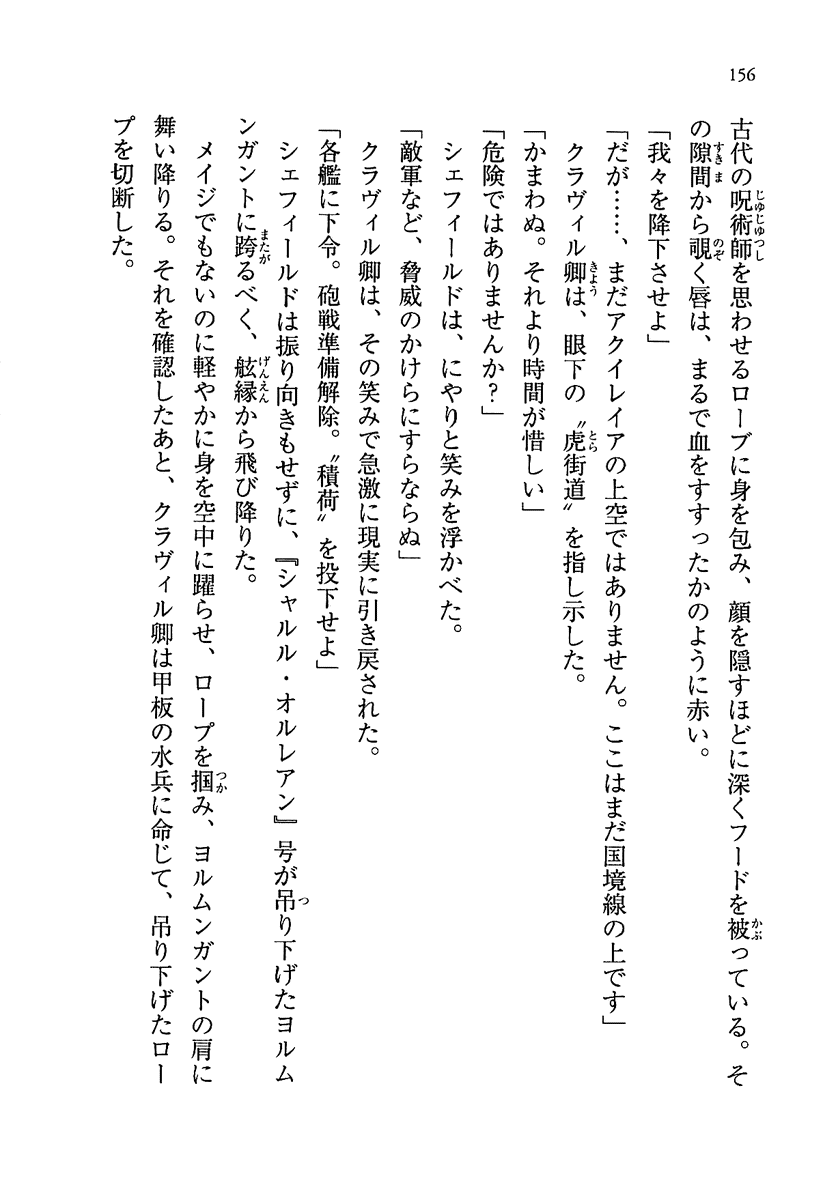 156
古代の呪術師を思わせるローブに身を包み、顔を隠すほどに深くフードを被っている。そ
の隙間から覗く唇は、まるで血をすすったかのように赤い。
「我々を降下させよ」
「だが……、まだアクイレイアの上空ではありません。ここはまだ国境線の上です」
クラヴィル卿は、眼下の〝虎街道〟を指し示した。
「かまわぬ。それより時間が惜しい」
「危険ではありませんか？」
シェフィールドは、にやりと笑みを浮かべた。
「敵軍など、脅威のかけらにすらならぬ」
クラヴィル卿は、その笑みで急激に現実に引き戻された。
「各艦に下令。砲戦準備解除。〝積荷〟を投下せよ」
シェフィールドは振り向きもせずに、『シャルル・オルレアン』号が吊り下げたヨルム
ンガントに跨るべく、舷縁から飛び降りた。
メイジでもないのに軽やかに身を空中に躍らせ、ロープを掴み、ヨルムンガントの肩に
舞い降りる。それを確認したあと、クラヴィル卿は甲板の水兵に命じて、吊り下げたロー
プを切断した。